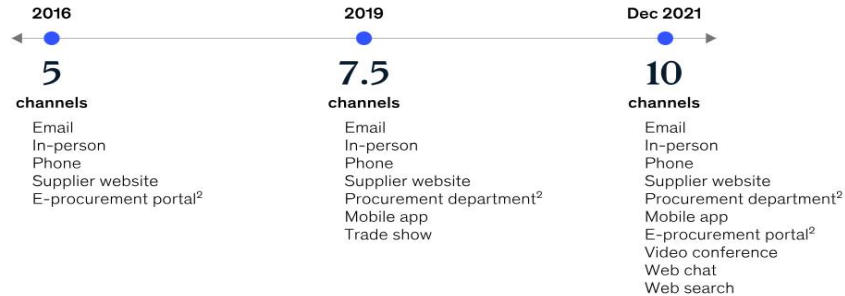 2016
5
channels
Email
In-person
Phone
Supplier website
E-procurement portal²
2019
7.5
channels
Email
In-person
Phone
Supplier website
Procurement department²
Mobile app
Trade show
Dec 2021
10
channels
Email
In-person
Phone
Supplier website
Procurement department²
Mobile app
E-procurement portal²
Video conference
Web chat
Web search